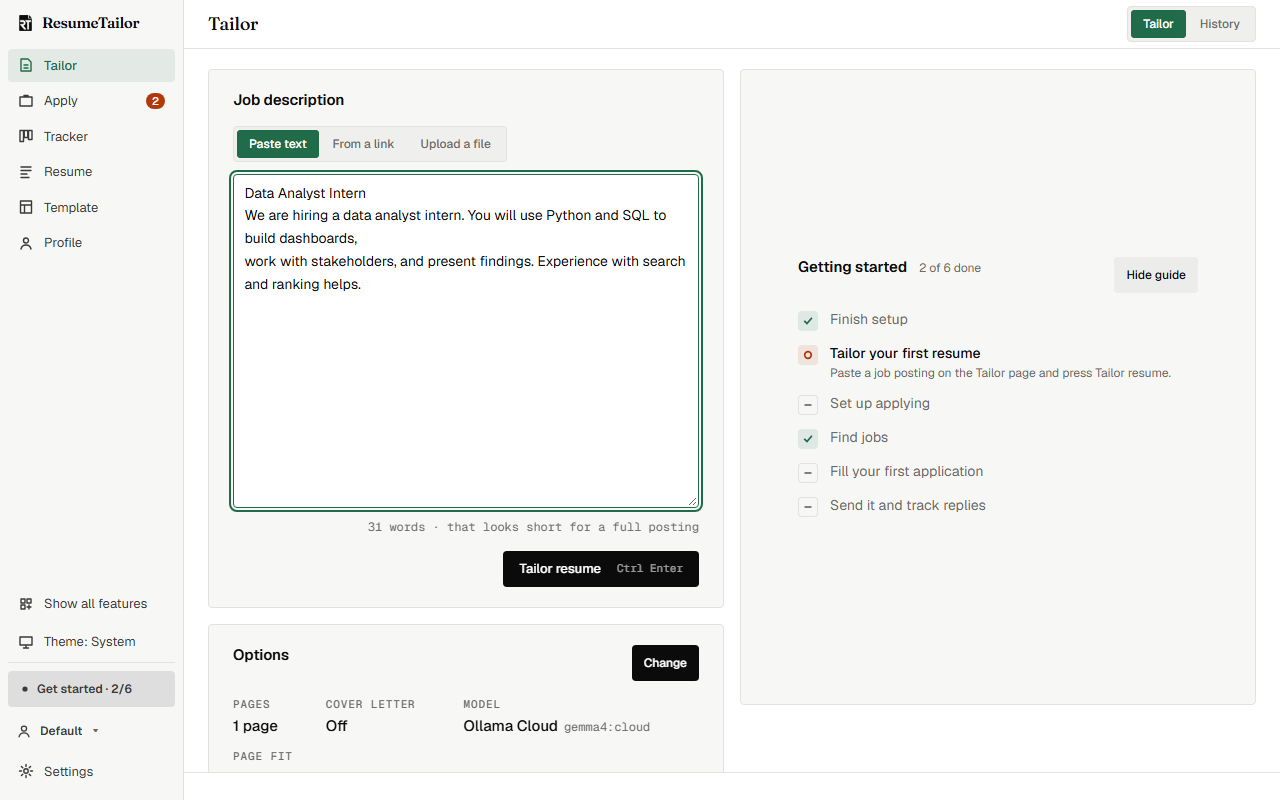 ResumeTailor
Tailor
Apply 2
Tracker
Resume
Template
Profile
Show all features
Theme: System
Get started · 2/6
Default
Settings
Tailor
Tailor History
Job description
Paste text From a link Upload a file
Data Analyst Intern
We are hiring a data analyst intern. You will use Python and SQL to
build dashboards,
work with stakeholders, and present findings. Experience with search
and ranking helps.
31 words · that looks short for a full posting
Tailor resume Ctrl Enter
Options
Change
PAGES COVER LETTER MODEL
1 page Off Ollama Cloud gemma4:cloud
PAGE FIT
Getting started 2 of 6 done
Hide guide
Finish setup
Tailor your first resume
Paste a job posting on the Tailor page and press Tailor resume.
Set up applying
Find jobs
Fill your first application
Send it and track replies